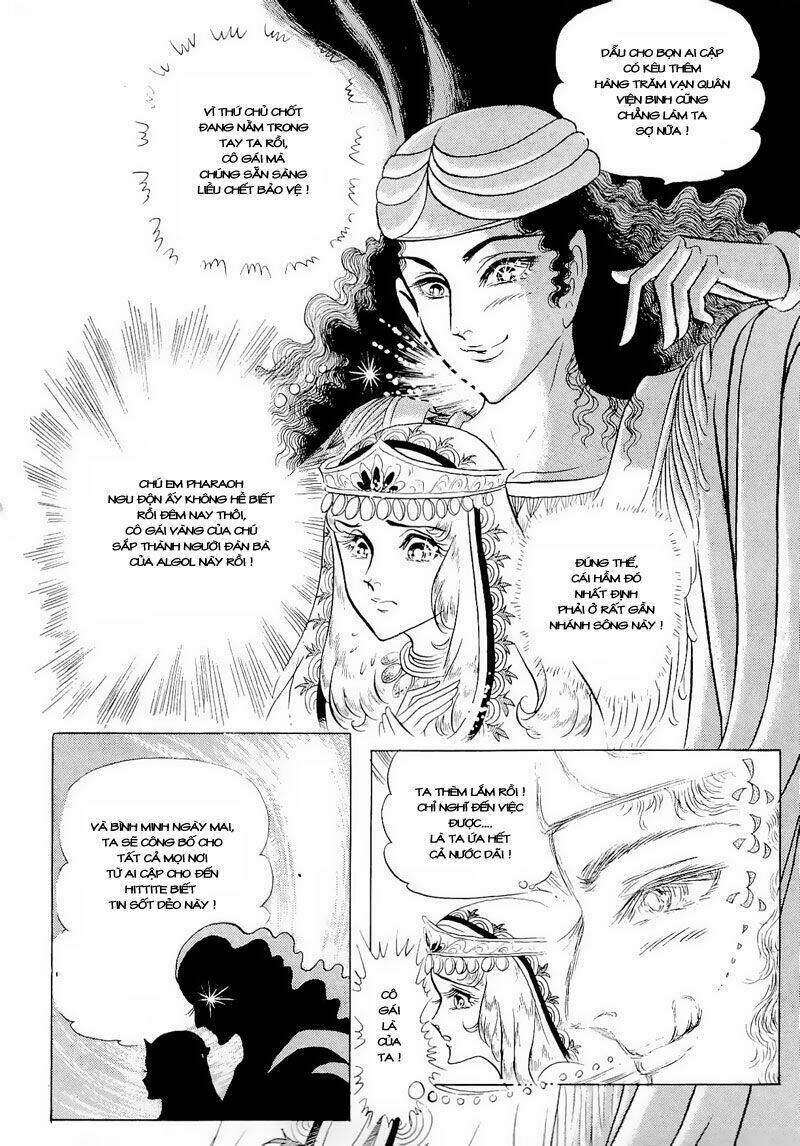 DẪU CHO BỌN AI CẬP
CÓ KÊU THÊM
HÀNG TRĂM VẠN QUÂN
VIỆN BINH CŨNG
CHẲNG LÀM TA
SỢ NỮA !
VÌ THỨ CHỦ CHỐT
ĐANG NẰM TRONG
TAY TA RỒI,
CÔ GÁI MÀ
CHÚNG SẴN SÀNG
LIỀU CHẾT BẢO VỆ !
CHÚ EM PHARAOH
NGU ĐỘN ẤY KHÔNG HỀ BIẾT
RỒI ĐÊM NAY THÔI,
CÔ GÁI VÀNG CỦA CHÚ
SẮP THÀNH NGƯỜI ĐÀN BÀ
CỦA ALGOL NÀY RỒI !
ĐÚNG THẾ,
CÁI HẦM ĐÓ
NHẤT ĐỊNH
PHẢI Ở RẤT GẦN
NHÁNH SÔNG NÀY !
VÀ BÌNH MINH NGÀY MAI,
TA SẼ CÔNG BỐ CHO
TẤT CẢ MỌI NƠI
TỪ AI CẬP CHO ĐẾN
HITTITE BIẾT
TIN SỐT DẺO NÀY !
TA THÈM LẮM RỒI !
CHỈ NGHĨ ĐẾN VIỆC
ĐƯỢC....
LÀ TA ỨA HẾT
CẢ NƯỚC DÃI !
CÔ
GÁI
LÀ
CỦA
TA !